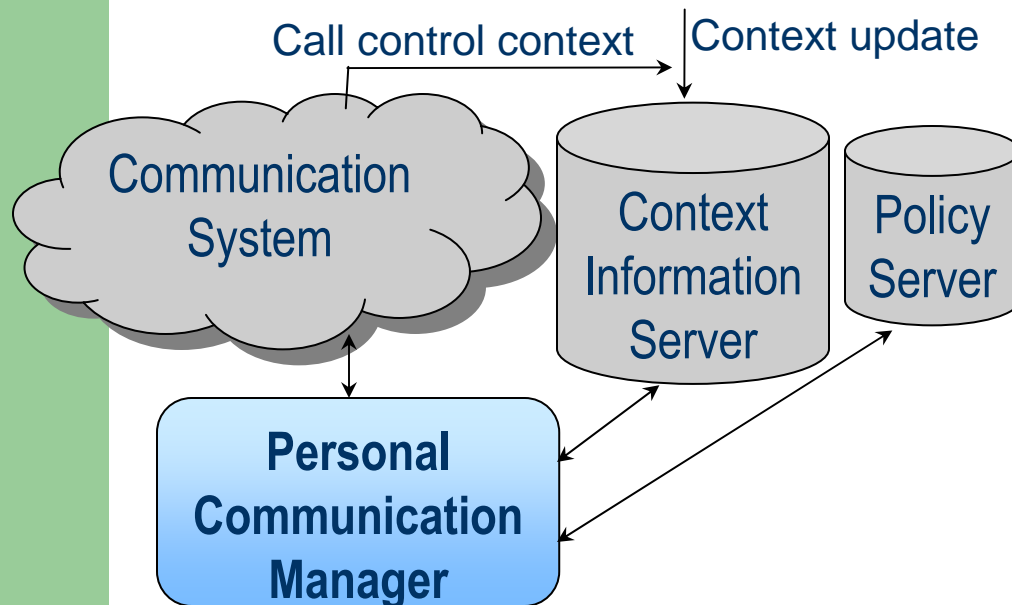 Call control context
Context update
Communication
System
Context
Information
Server
Policy
Server
Personal
Communication
Manager